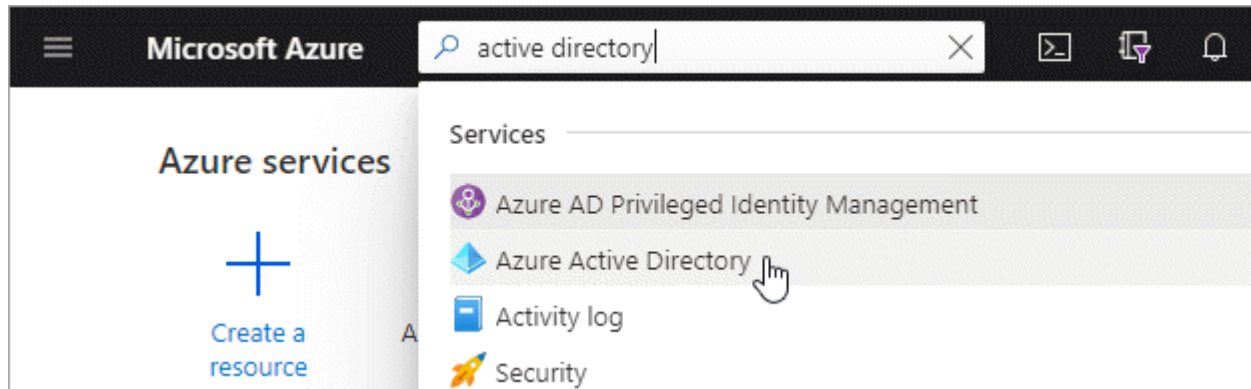 Microsoft Azure
active directory
Azure services
Services
Azure AD Privileged Identity Management
Azure Active Directory
Activity log
Security
Create a
resource
A